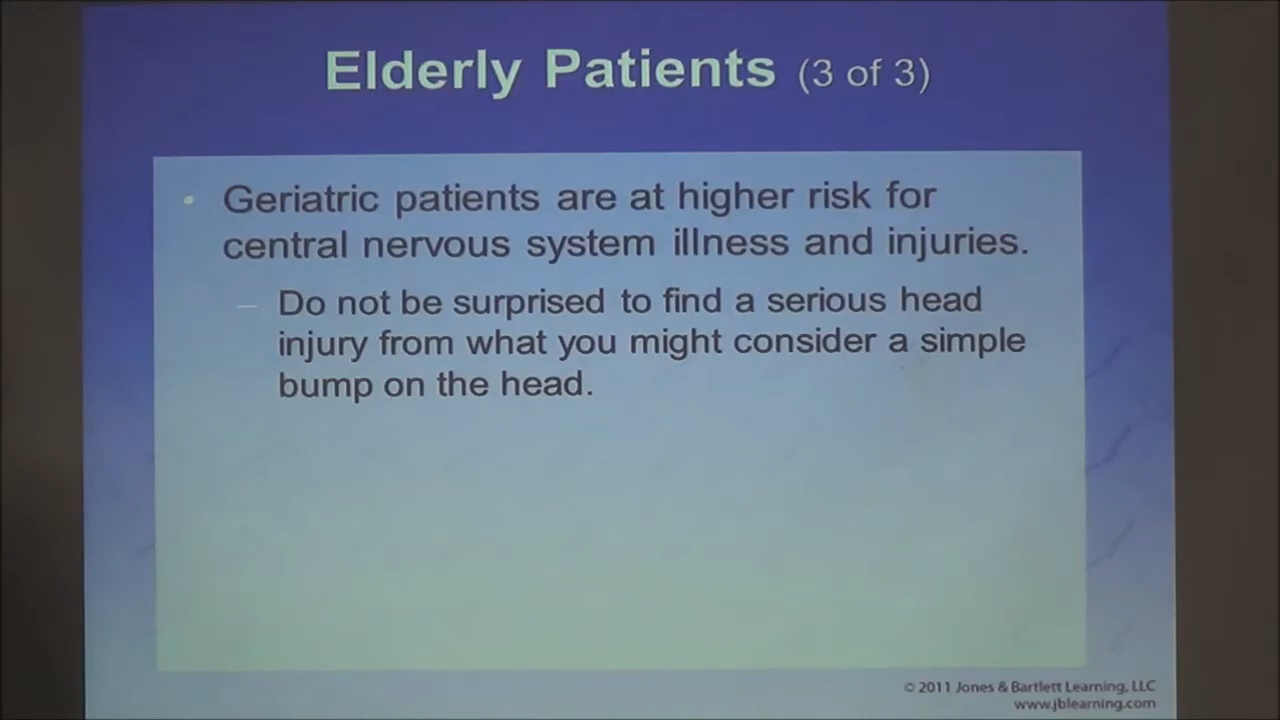 Elderly Patients (3 of 3)
• Geriatric patients are at higher risk for
central nervous system illness and injuries.
– Do not be surprised to find a serious head
injury from what you might consider a simple
bump on the head.
© 2011 Jones & Bartlett Learning, LLC
www.jblearning.com